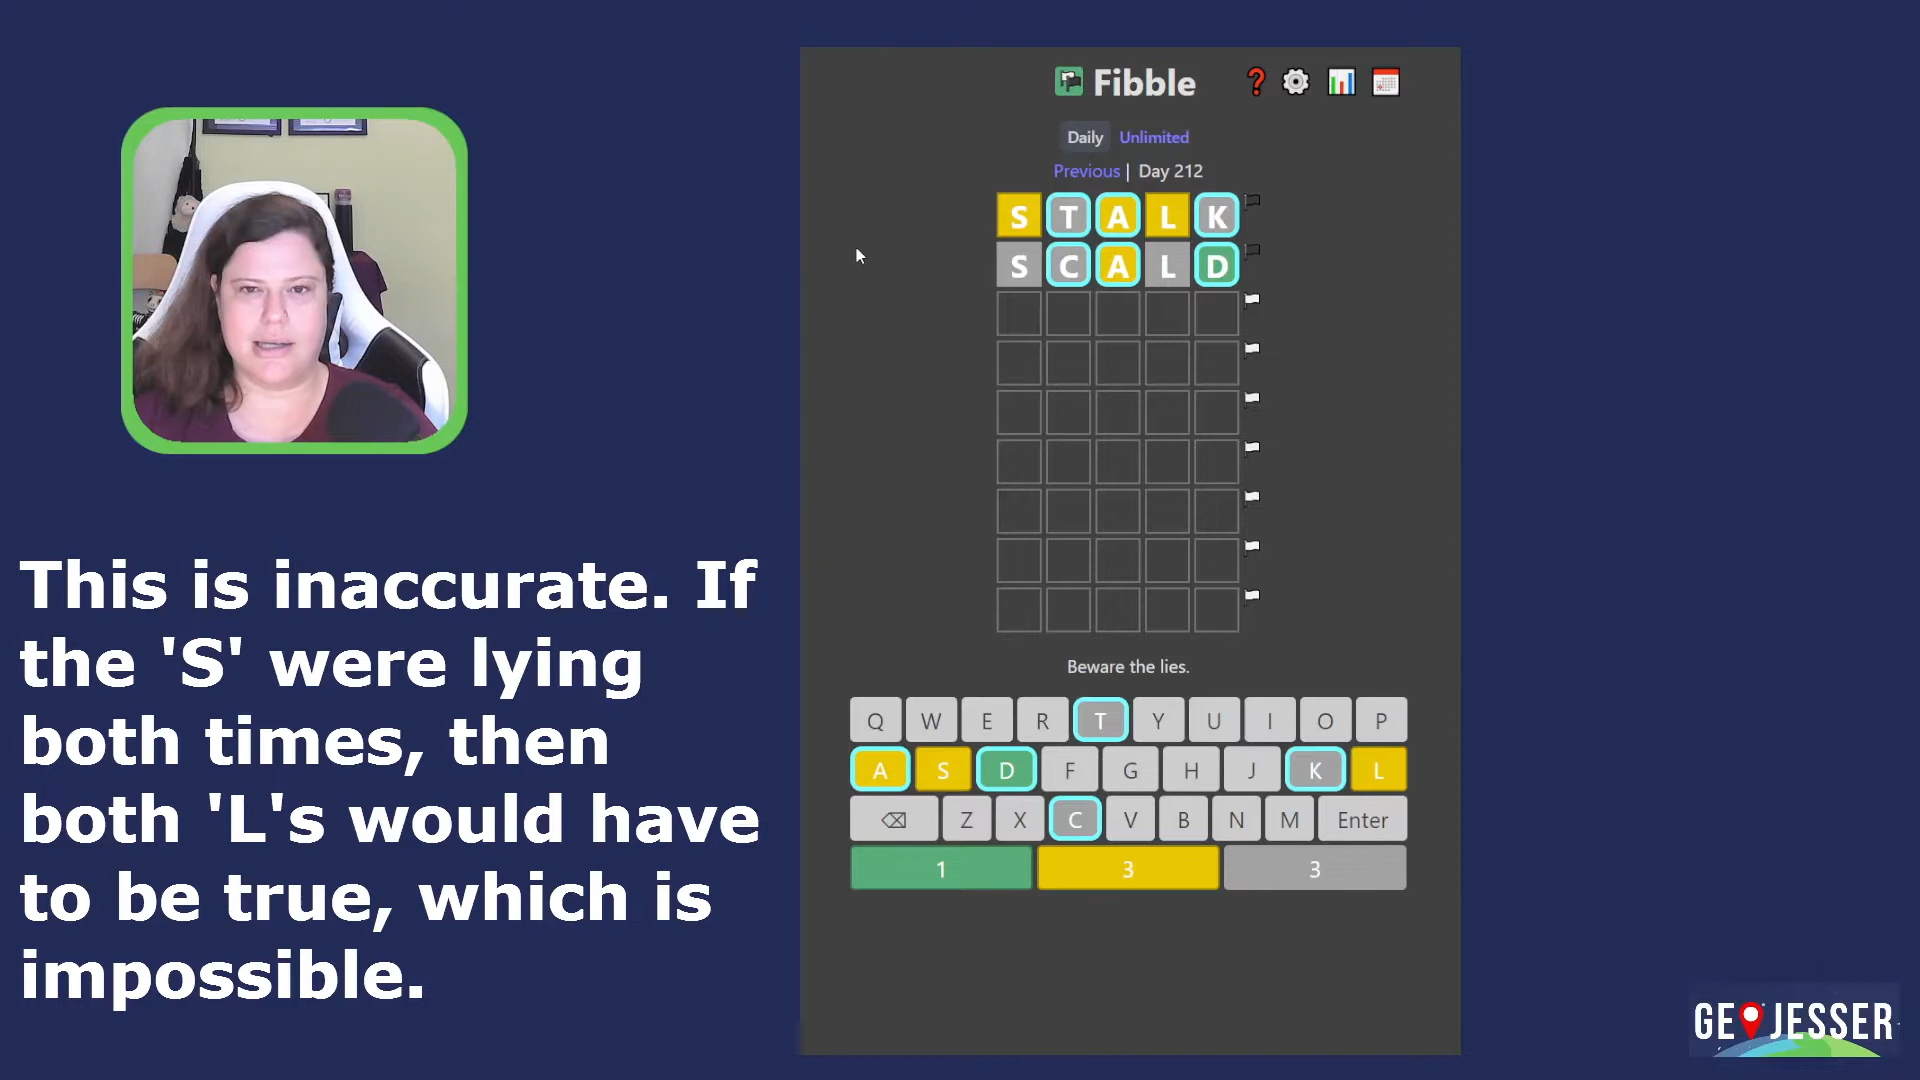 Fibble
Daily Unlimited
Previous | Day 212
S T A L K
S C A L D
This is inaccurate. If
the 'S' were lying
both times, then
both 'L's would have
to be true, which is
impossible.
Beware the lies.
Q W E R T Y U I O P
A S D F G H J K L
⌫ Z X C V B N M Enter
1 3 3
GEOJESSER